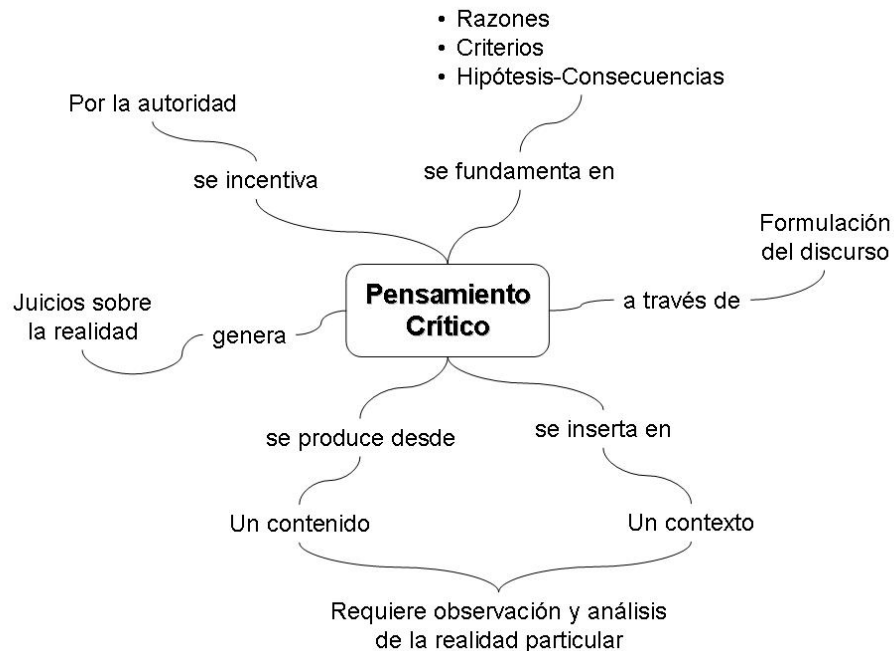 • Razones
• Criterios
• Hipótesis-Consecuencias
Por la autoridad
se incentiva
se fundamenta en
Formulación
del discurso
a través de
Pensamiento
Crítico
Juicios sobre
la realidad
genera
se produce desde
se inserta en
Un contenido
Un contexto
Requiere observación y análisis
de la realidad particular